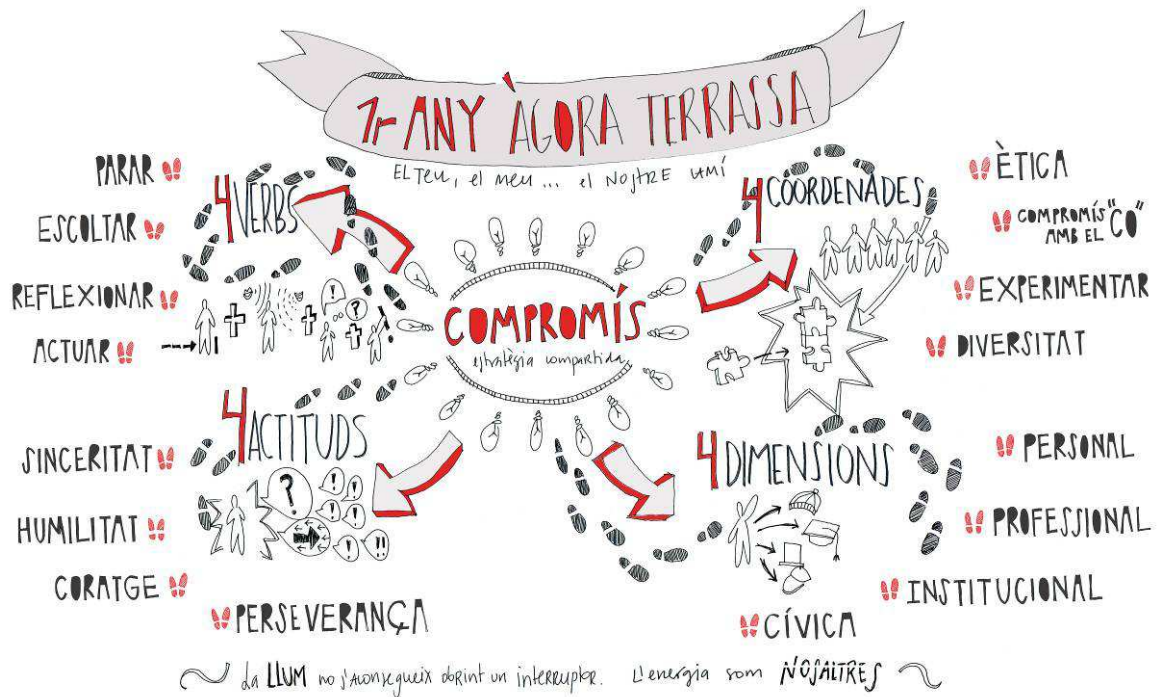 1r ANY ÀGORA TERRASSA
EL TEU, el MEU... el NOSTRE CAMÍ
4 VERBS
PARAR
ESCOLTAR
REFLEXIONAR
ACTUAR
4 COORDENADES
ÈTICA
COMPROMÍS
AMB EL "CO"
EXPERIMENTAR
DIVERSITAT
COMPROMÍS
estratègia compartida
4 ACTITUDS
SINCERITAT
HUMILITAT
CORATGE
PERSEVERANÇA
4 DIMENSIONS
PERSONAL
PROFESSIONAL
INSTITUCIONAL
CÍVICA
! ?
? ! ! ! ! ! ! !!
La LLUM no s'aconsegueix obrint un interruptor. L'energia som NOSALTRES